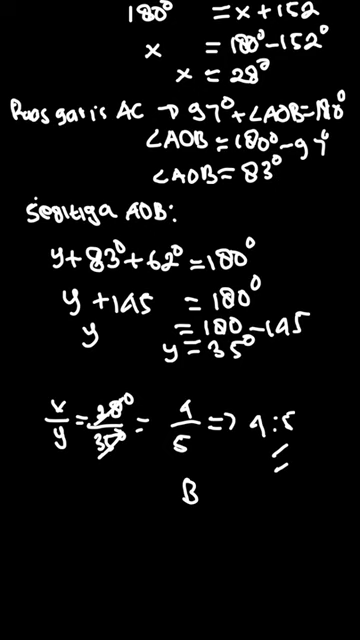 180° = x + 152
x = 180° - 152°
x = 28°
Ruas garis AC → 97° + ∠AOB = 180°
∠AOB = 180° - 97°
∠AOB = 83°
Segitiga AOB:
y + 83° + 62° = 180°
y + 145 = 180°
y = 180 - 145
y = 35°
x/y = 28°/35° = 4/5 => 4:5
B